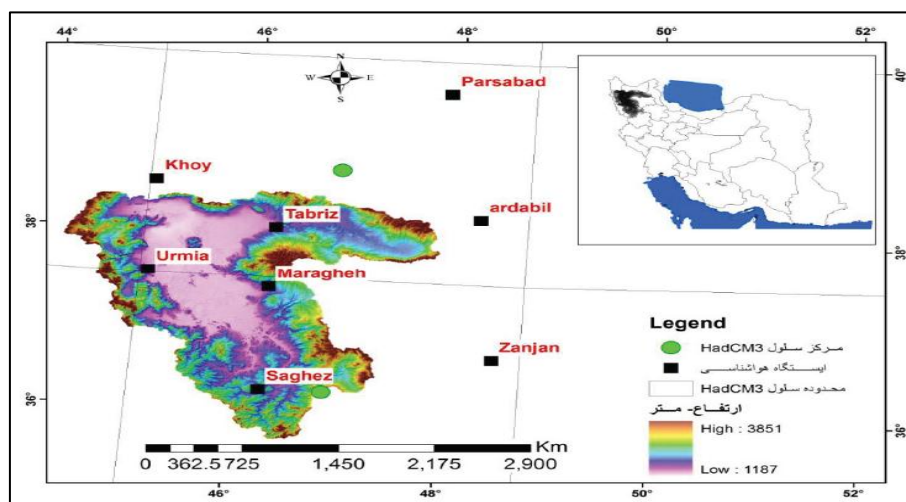 44° 46° 48° 50° 52°
N
W E
S
Parsabad
40°
Khoy
38°
Tabriz
ardabil
38°
Urmia
Maragheh
Zanjan
Saghez
36°
36°
Legend
مرکز سلول HadCM3
ایستگاه هواشناسی
محدوده سلول HadCM3
ارتفاع- متر
High : 3851
Low : 1187
Km
0 362.5725 1,450 2,175 2,900
46° 48° 50° 52°